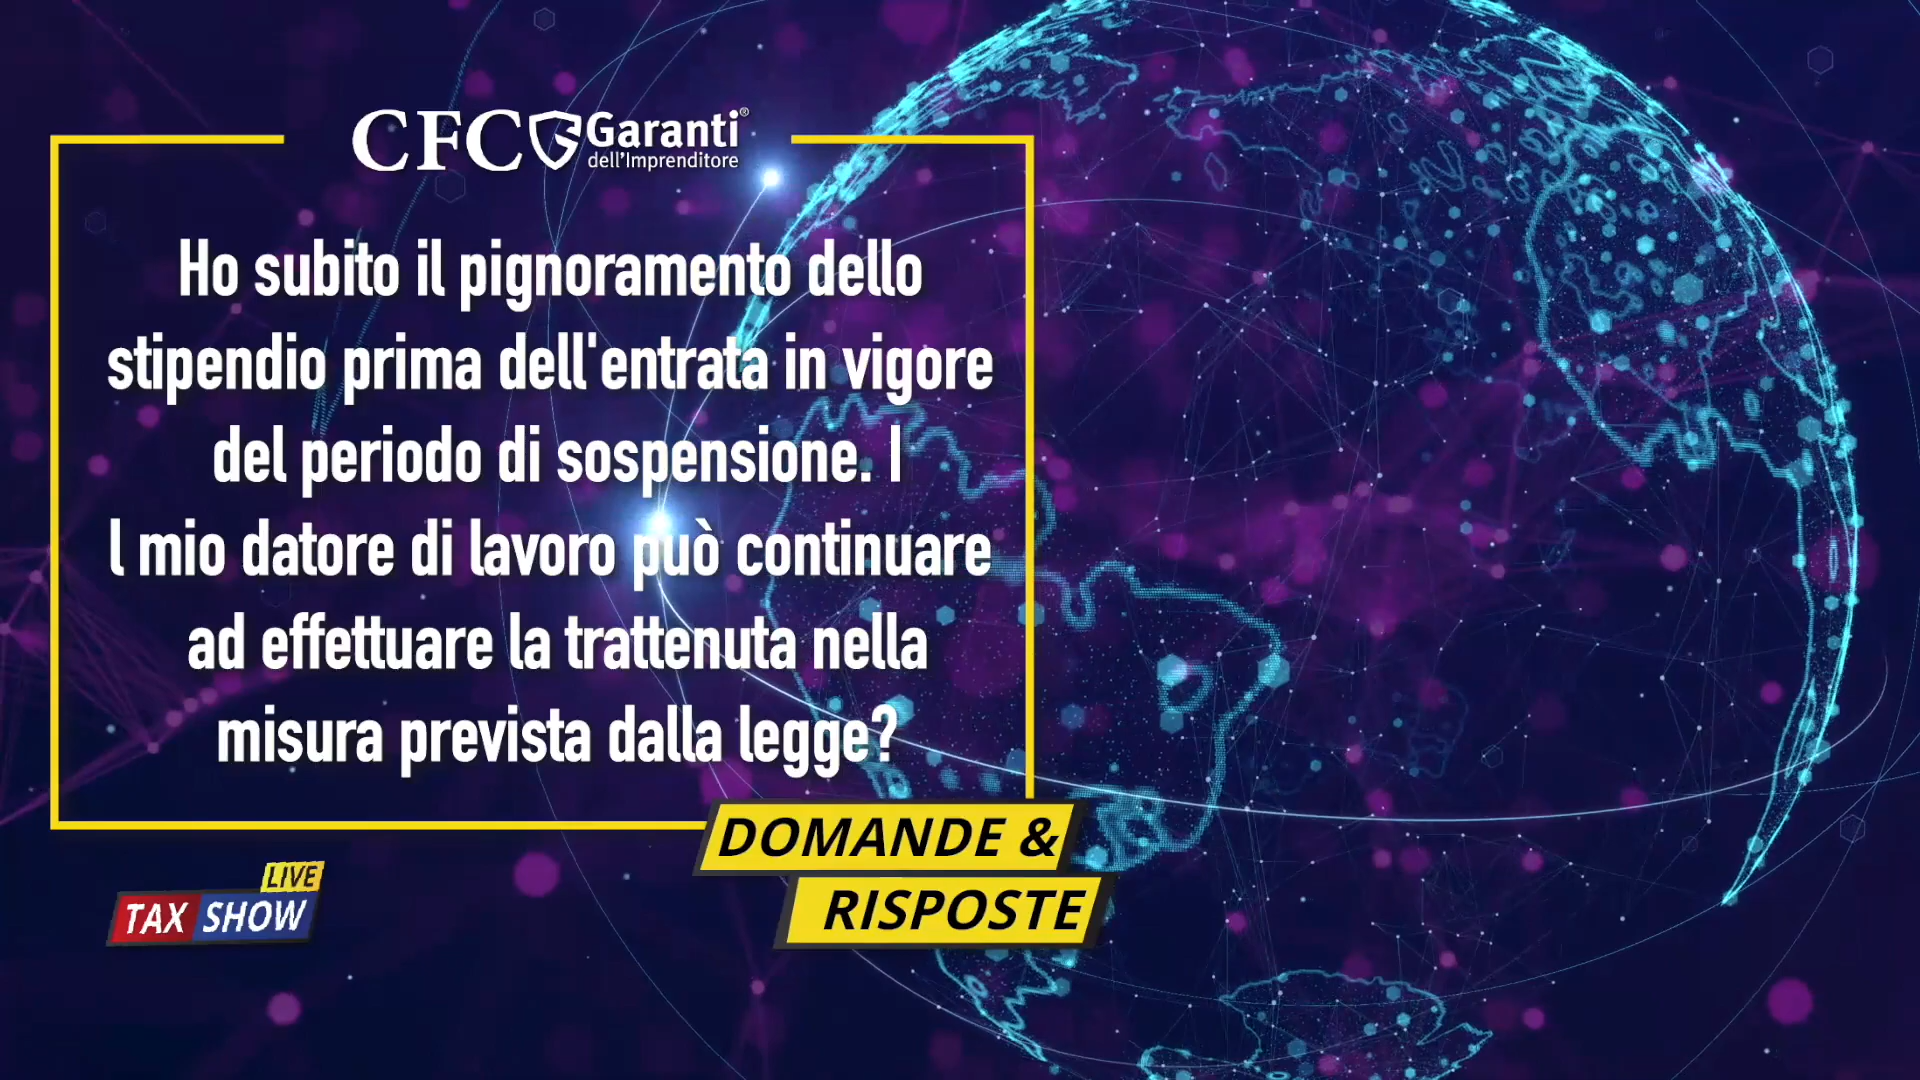 CFC Garanti®
dell'Imprenditore
Ho subito il pignoramento dello
stipendio prima dell'entrata in vigore
del periodo di sospensione. I
l mio datore di lavoro può continuare
ad effettuare la trattenuta nella
misura prevista dalla legge?
DOMANDE &
RISPOSTE
LIVE
TAX SHOW